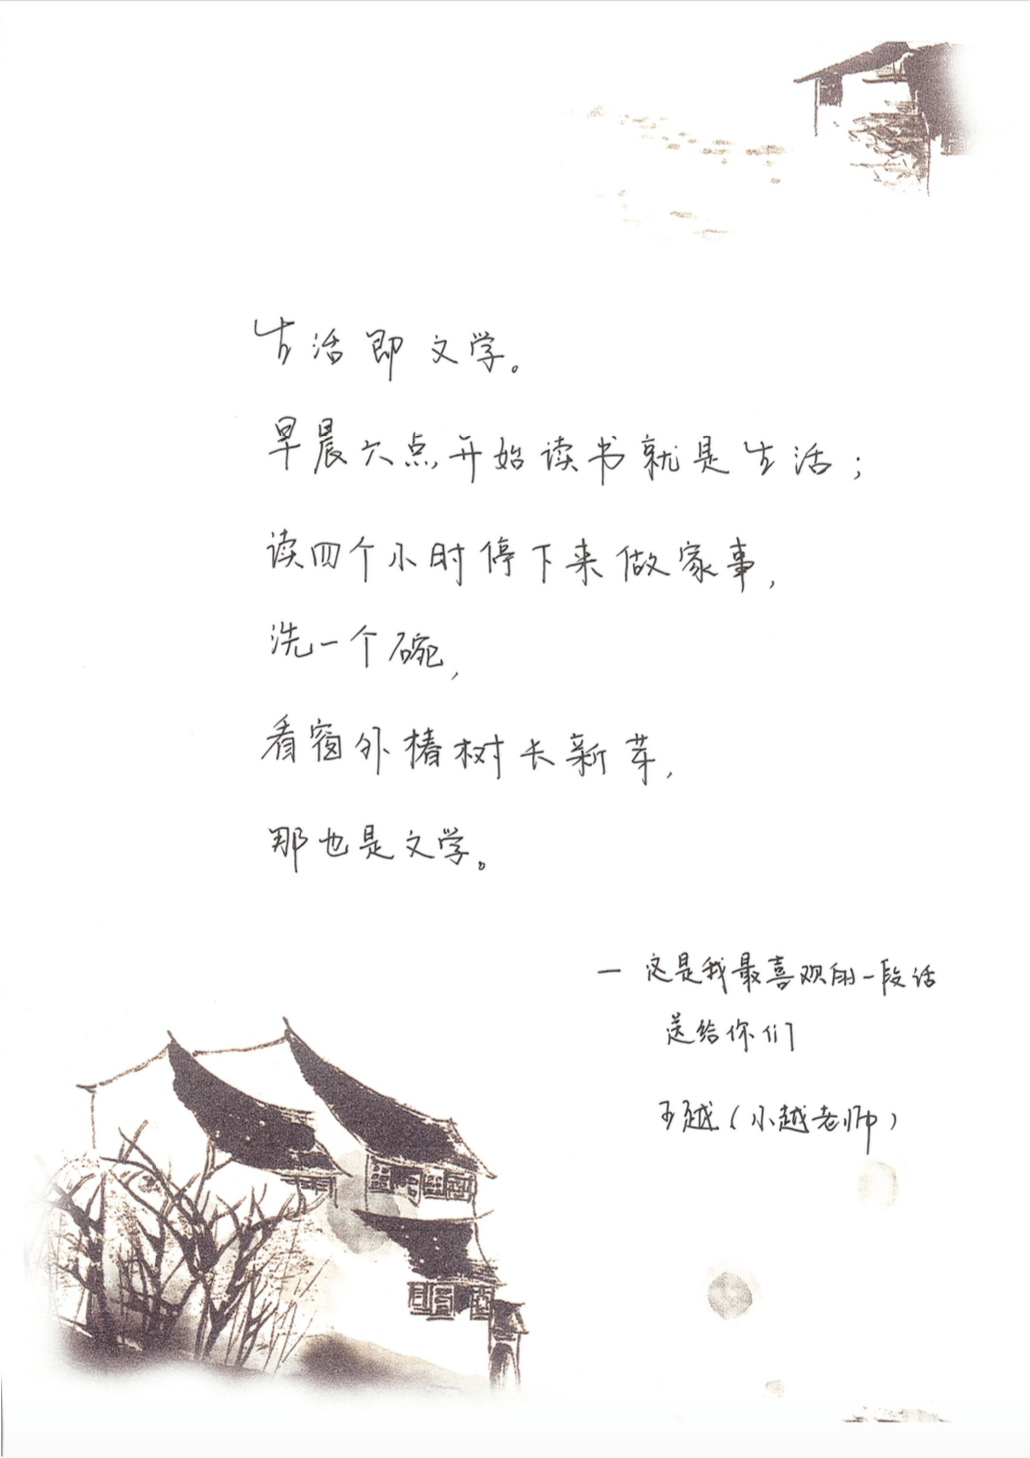 生活即文学。
早晨六点，开始读书就是生活；
读四个小时停下来做家事，
洗一个碗，
看窗外椿树长新芽，
那也是文学。
— 这是我最喜欢的一段话
送给你们
王越（小越老师）